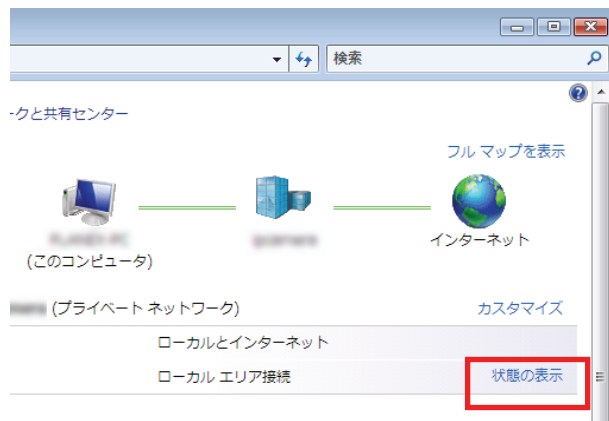 検索
ークと共有センター
フル マップを表示
インターネット
(このコンピュータ)
(プライベート ネットワーク)
カスタマイズ
ローカルとインターネット
ローカル エリア接続
状態の表示